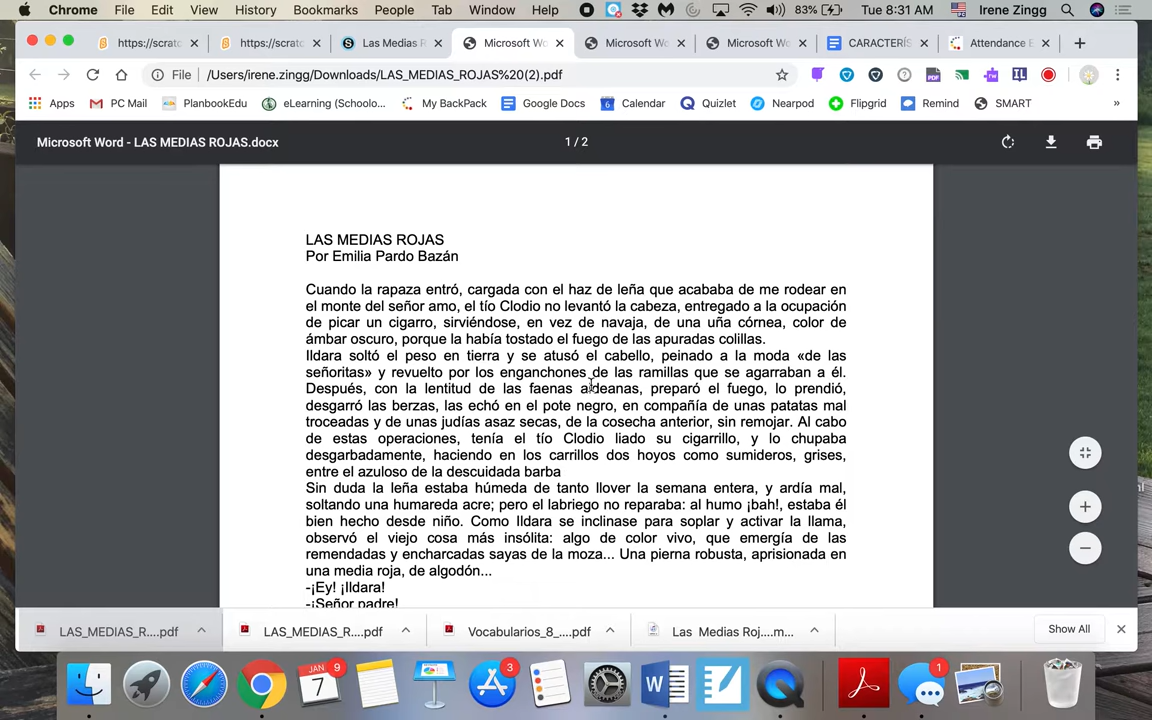 Chrome File Edit View History Bookmarks People Tab Window Help 83% Tue 8:31 AM Irene Zingg
https://scratc https://scratc Las Medias R Microsoft Wo Microsoft Wo Microsoft Wo CARACTERÍS Attendance E
File /Users/irene.zingg/Downloads/LAS_MEDIAS_ROJAS%20(2).pdf
Apps PC Mail PlanbookEdu eLearning (Schoolo... My BackPack Google Docs Calendar Quizlet Nearpod Flipgrid Remind SMART »
Microsoft Word - LAS MEDIAS ROJAS.docx 1 / 2
LAS MEDIAS ROJAS
Por Emilia Pardo Bazán
Cuando la rapaza entró, cargada con el haz de leña que acababa de me rodear en
el monte del señor amo, el tío Clodio no levantó la cabeza, entregado a la ocupación
de picar un cigarro, sirviéndose, en vez de navaja, de una uña córnea, color de
ámbar oscuro, porque la había tostado el fuego de las apuradas colillas.
Ildara soltó el peso en tierra y se atusó el cabello, peinado a la moda «de las
señoritas» y revuelto por los enganchones de las ramillas que se agarraban a él.
Después, con la lentitud de las faenas aldeanas, preparó el fuego, lo prendió,
desgarró las berzas, las echó en el pote negro, en compañía de unas patatas mal
troceadas y de unas judías asaz secas, de la cosecha anterior, sin remojar. Al cabo
de estas operaciones, tenía el tío Clodio liado su cigarrillo, y lo chupaba
desgarbadamente, haciendo en los carrillos dos hoyos como sumideros, grises,
entre el azuloso de la descuidada barba
Sin duda la leña estaba húmeda de tanto llover la semana entera, y ardía mal,
soltando una humareda acre; pero el labriego no reparaba: al humo ¡bah!, estaba él
bien hecho desde niño. Como Ildara se inclinase para soplar y activar la llama,
observó el viejo cosa más insólita: algo de color vivo, que emergía de las
remendadas y encharcadas sayas de la moza... Una pierna robusta, aprisionada en
una media roja, de algodón...
-¡Ey! ¡Ildara!
-¡Señor padre!
LAS_MEDIAS_R....pdf LAS_MEDIAS_R....pdf Vocabularios_8_....pdf Las Medias Roj....m... Show All
JAN 9 7 3 1